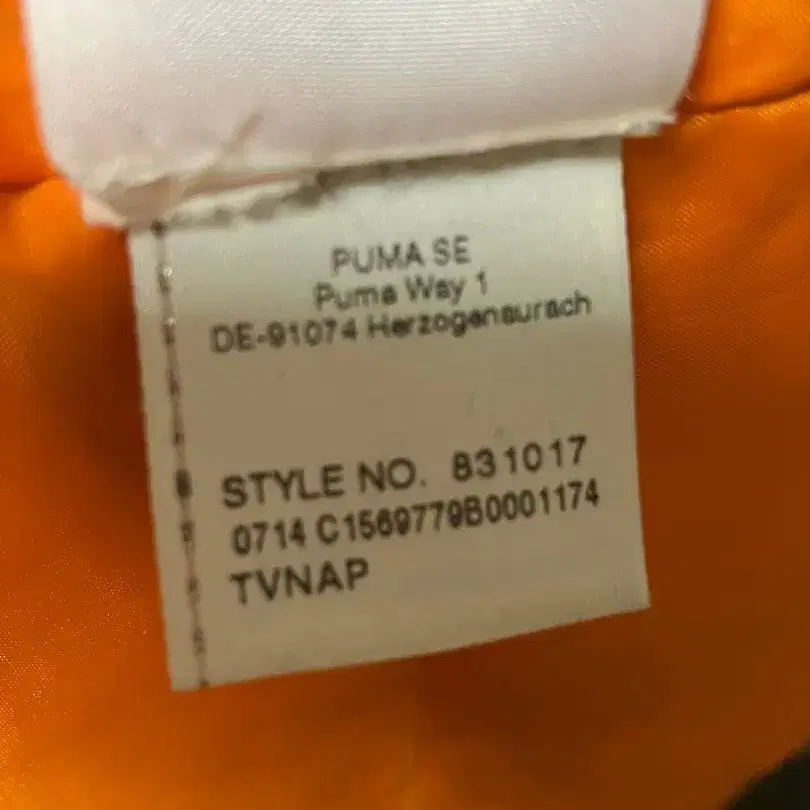 PUMA SE
Puma Way 1
DE-91074 Herzogenaurach
STYLE NO. 831017
0714 C1569779B0001174
TVNAP